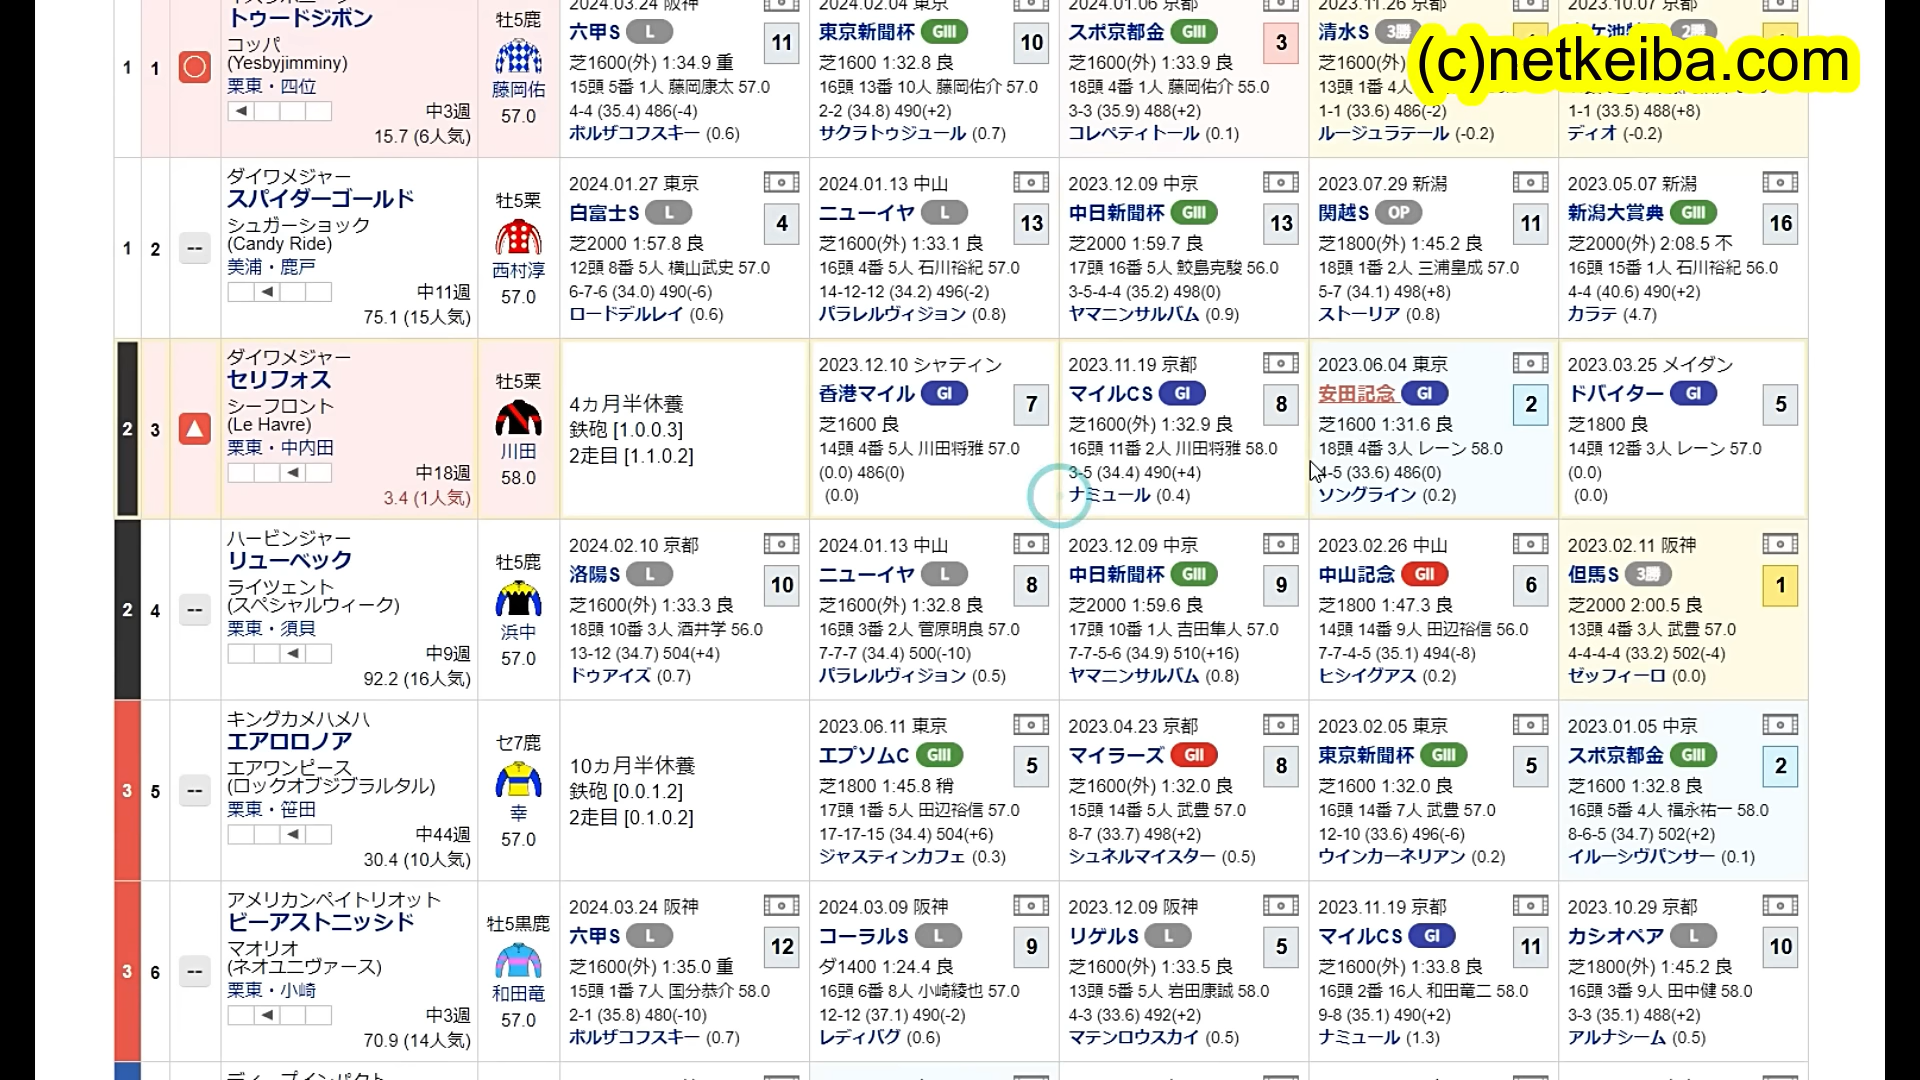 (c)netkeiba.com
1 1
トゥードジボン
コッパ
(Yesbyjimminy)
栗東・四位
中3週
15.7 (6人気)
牡5鹿
藤岡佑
57.0
2024.03.24 阪神
六甲S L
11
芝1600(外) 1:34.9 重
15頭 5番 1人 藤岡康太 57.0
4-4 (35.4) 486(-4)
ボルザコフスキー (0.6)
2024.02.04 東京
東京新聞杯 GIII
10
芝1600 1:32.8 良
16頭 13番 10人 藤岡佑介 57.0
2-2 (34.8) 490(+2)
サクラトゥジュール (0.7)
2024.01.06 京都
スポ京都金 GIII
3
芝1600(外) 1:33.9 良
18頭 4番 1人 藤岡佑介 55.0
3-3 (35.9) 488(+2)
コレペティトール (0.1)
2023.11.26 京都
清水S 3勝
芝1600(外)
13頭 1番 4人
1-1 (33.6) 486(-2)
ルージュラテール (-0.2)
2023.10.07 京都
2勝
1-1 (33.5) 488(+8)
ディオ (-0.2)
1 2 --
ダイワメジャー
スパイダーゴールド
シュガーショック
(Candy Ride)
美浦・鹿戸
中11週
75.1 (15人気)
牡5栗
西村淳
57.0
2024.01.27 東京
白富士S L
4
芝2000 1:57.8 良
12頭 8番 5人 横山武史 57.0
6-7-6 (34.0) 490(-6)
ロードデルレイ (0.6)
2024.01.13 中山
ニューイヤ L
13
芝1600(外) 1:33.1 良
16頭 4番 5人 石川裕紀 57.0
14-12-12 (34.2) 496(-2)
パラレルヴィジョン (0.8)
2023.12.09 中京
中日新聞杯 GIII
13
芝2000 1:59.7 良
17頭 16番 5人 鮫島克駿 56.0
3-5-4-4 (35.2) 498(0)
ヤマニンサルバム (0.9)
2023.07.29 新潟
関越S OP
11
芝1800(外) 1:45.2 良
18頭 1番 2人 三浦皇成 57.0
5-7 (34.1) 498(+8)
ストーリア (0.8)
2023.05.07 新潟
新潟大賞典 GIII
16
芝2000(外) 2:08.5 不
16頭 15番 1人 石川裕紀 56.0
4-4 (40.6) 490(+2)
カラテ (4.7)
2 3 ▲
ダイワメジャー
セリフォス
シーフロント
(Le Havre)
栗東・中内田
中18週
3.4 (1人気)
牡5栗
川田
58.0
4ヵ月半休養
鉄砲 [1.0.0.3]
2走目 [1.1.0.2]
2023.12.10 シャティン
香港マイル GI
7
芝1600 良
14頭 4番 5人 川田将雅 57.0
(0.0) 486(0)
(0.0)
2023.11.19 京都
マイルCS GI
8
芝1600(外) 1:32.9 良
16頭 11番 2人 川田将雅 58.0
3-5 (34.4) 490(+4)
ナミュール (0.4)
2023.06.04 東京
安田記念 GI
2
芝1600 1:31.6 良
18頭 4番 3人 レーン 58.0
4-5 (33.6) 486(0)
ソングライン (0.2)
2023.03.25 メイダン
ドバイター GI
5
芝1800 良
14頭 12番 3人 レーン 57.0
(0.0)
(0.0)
2 4 --
ハービンジャー
リューベック
ライツェント
(スペシャルウィーク)
栗東・須貝
中9週
92.2 (16人気)
牡5鹿
浜中
57.0
2024.02.10 京都
洛陽S L
10
芝1600(外) 1:33.3 良
18頭 10番 3人 酒井学 56.0
13-12 (34.7) 504(+4)
ドゥアイズ (0.7)
2024.01.13 中山
ニューイヤ L
8
芝1600(外) 1:32.8 良
16頭 3番 2人 菅原明良 57.0
7-7-7 (34.4) 500(-10)
パラレルヴィジョン (0.5)
2023.12.09 中京
中日新聞杯 GIII
9
芝2000 1:59.6 良
17頭 10番 1人 吉田隼人 57.0
7-7-5-6 (34.9) 510(+16)
ヤマニンサルバム (0.8)
2023.02.26 中山
中山記念 GII
6
芝1800 1:47.3 良
14頭 14番 9人 田辺裕信 56.0
7-7-4-5 (35.1) 494(-8)
ヒシイグアス (0.2)
2023.02.11 阪神
但馬S 3勝
1
芝2000 2:00.5 良
13頭 4番 3人 武豊 57.0
4-4-4-4 (33.2) 502(-4)
ゼッフィーロ (0.0)
3 5 --
キングカメハメハ
エアロロノア
エアワンピース
(ロックオブジブラルタル)
栗東・笹田
中44週
30.4 (10人気)
セ7鹿
幸
57.0
10ヵ月半休養
鉄砲 [0.0.1.2]
2走目 [0.1.0.2]
2023.06.11 東京
エプソムC GIII
5
芝1800 1:45.8 稍
17頭 1番 5人 田辺裕信 57.0
17-17-15 (34.4) 504(+6)
ジャスティンカフェ (0.3)
2023.04.23 京都
マイラーズ GII
8
芝1600(外) 1:32.0 良
15頭 14番 5人 武豊 57.0
8-7 (33.7) 498(+2)
シュネルマイスター (0.5)
2023.02.05 東京
東京新聞杯 GIII
5
芝1600 1:32.0 良
16頭 14番 7人 武豊 57.0
12-10 (33.6) 496(-6)
ウインカーネリアン (0.2)
2023.01.05 中京
スポ京都金 GIII
2
芝1600 1:32.8 良
16頭 5番 4人 福永祐一 58.0
8-6-5 (34.7) 502(+2)
イルーシヴパンサー (0.1)
3 6 --
アメリカンペイトリオット
ビーアストニッシド
マオリオ
(ネオユニヴァース)
栗東・小崎
中3週
70.9 (14人気)
牡5黒鹿
和田竜
57.0
2024.03.24 阪神
六甲S L
12
芝1600(外) 1:35.0 重
15頭 1番 7人 国分恭介 58.0
2-1 (35.8) 480(-10)
ボルザコフスキー (0.7)
2024.03.09 阪神
コーラルS L
9
ダ1400 1:24.4 良
16頭 6番 8人 小崎綾也 57.0
12-12 (37.1) 490(-2)
レディバグ (0.6)
2023.12.09 阪神
リゲルS L
5
芝1600(外) 1:33.5 良
13頭 5番 5人 岩田康誠 58.0
4-3 (33.6) 492(+2)
マテンロウスカイ (0.5)
2023.11.19 京都
マイルCS GI
11
芝1600(外) 1:33.8 良
16頭 2番 16人 和田竜二 58.0
9-8 (35.1) 490(+2)
ナミュール (1.3)
2023.10.29 京都
カシオペア L
10
芝1800(外) 1:45.2 良
16頭 3番 9人 田中健 58.0
3-3 (35.1) 488(+2)
アルナシーム (0.5)